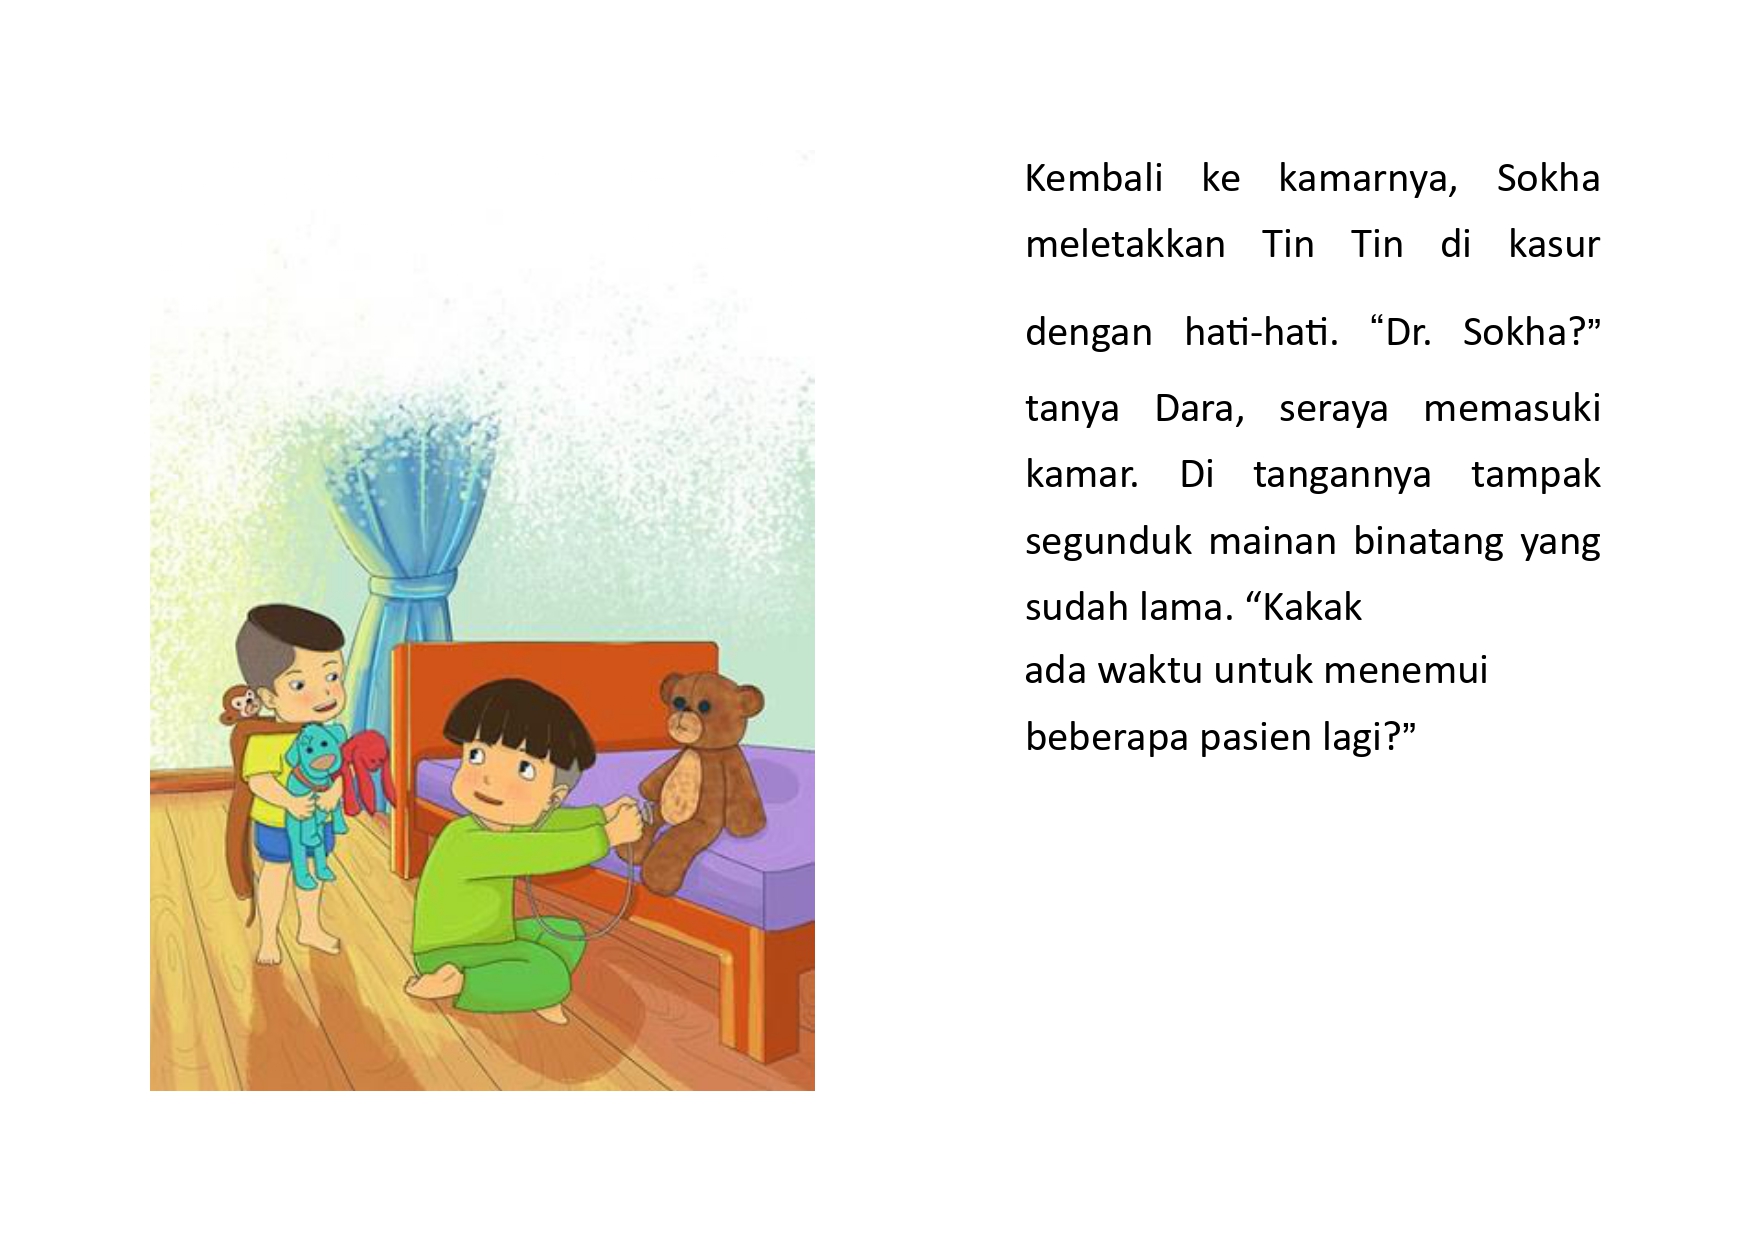 Kembali ke kamarnya, Sokha
meletakkan Tin Tin di kasur
dengan hati-hati. “Dr. Sokha?”
tanya Dara, seraya memasuki
kamar. Di tangannya tampak
segunduk mainan binatang yang
sudah lama. “Kakak
ada waktu untuk menemui
beberapa pasien lagi?”